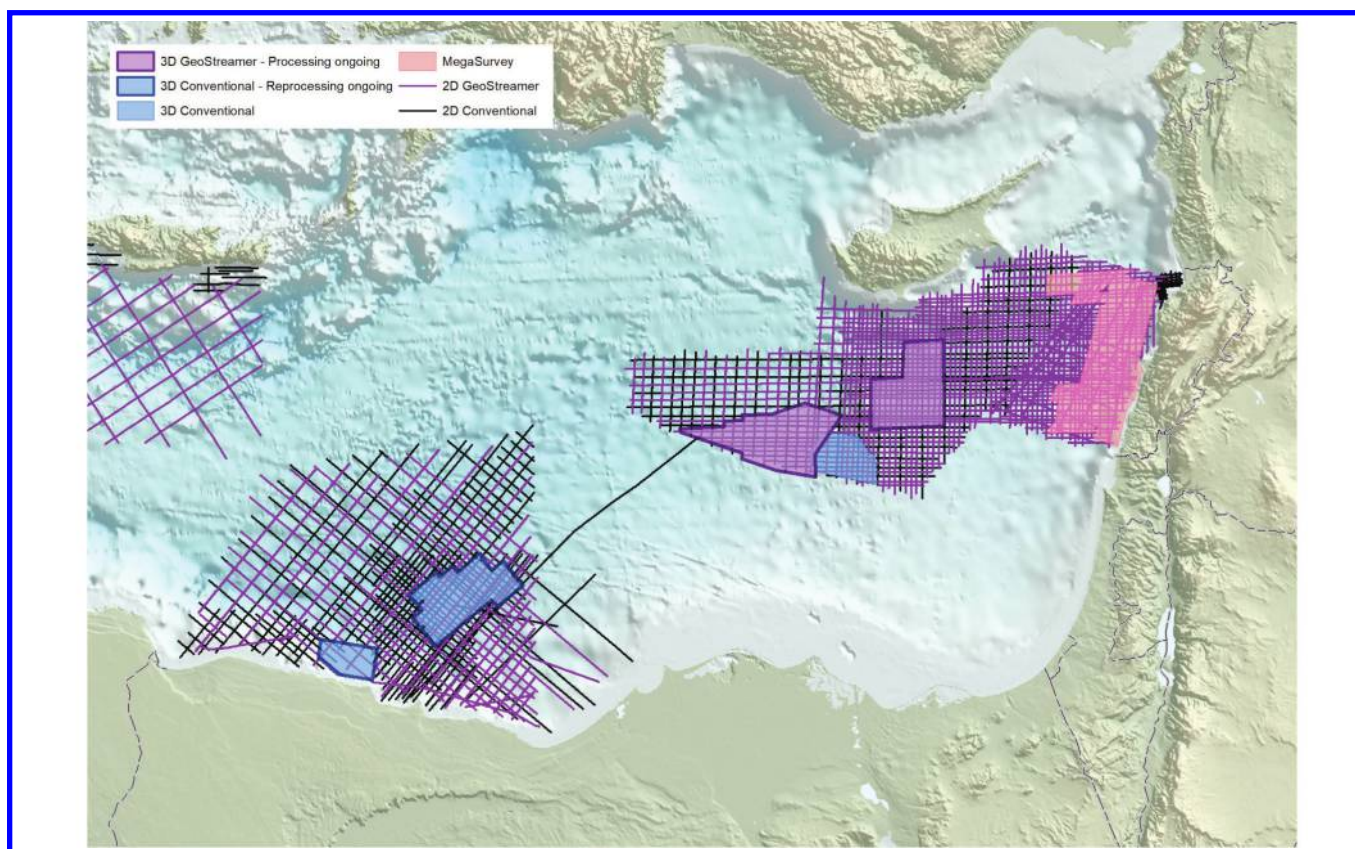 3D GeoStreamer - Processing ongoing
3D Conventional - Reprocessing ongoing
3D Conventional
MegaSurvey
2D GeoStreamer
2D Conventional